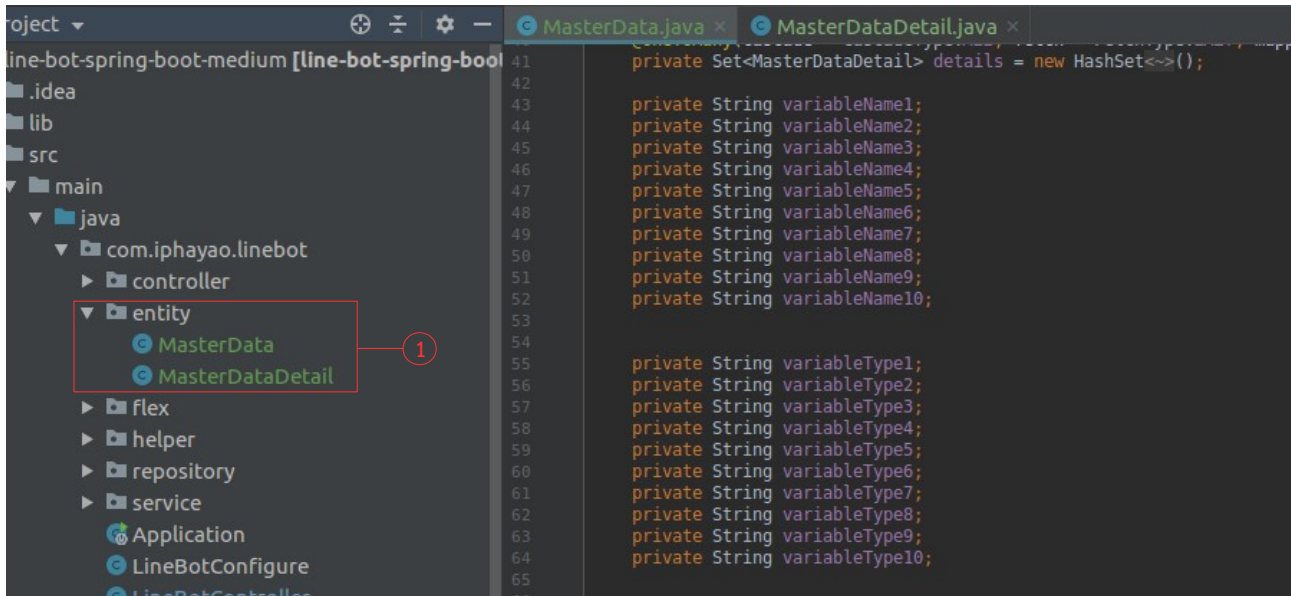 roject
line-bot-spring-boot-medium [line-bot-spring-boot
.idea
lib
src
main
java
com.iphayao.linebot
controller
entity
MasterData
MasterDataDetail
1
flex
helper
repository
service
Application
LineBotConfigure
LineBotController
MasterData.java × MasterDataDetail.java ×
41 private Set<MasterDataDetail> details = new HashSet<~>();
42
43 private String variableName1;
44 private String variableName2;
45 private String variableName3;
46 private String variableName4;
47 private String variableName5;
48 private String variableName6;
49 private String variableName7;
50 private String variableName8;
51 private String variableName9;
52 private String variableName10;
53
54
55 private String variableType1;
56 private String variableType2;
57 private String variableType3;
58 private String variableType4;
59 private String variableType5;
60 private String variableType6;
61 private String variableType7;
62 private String variableType8;
63 private String variableType9;
64 private String variableType10;
65